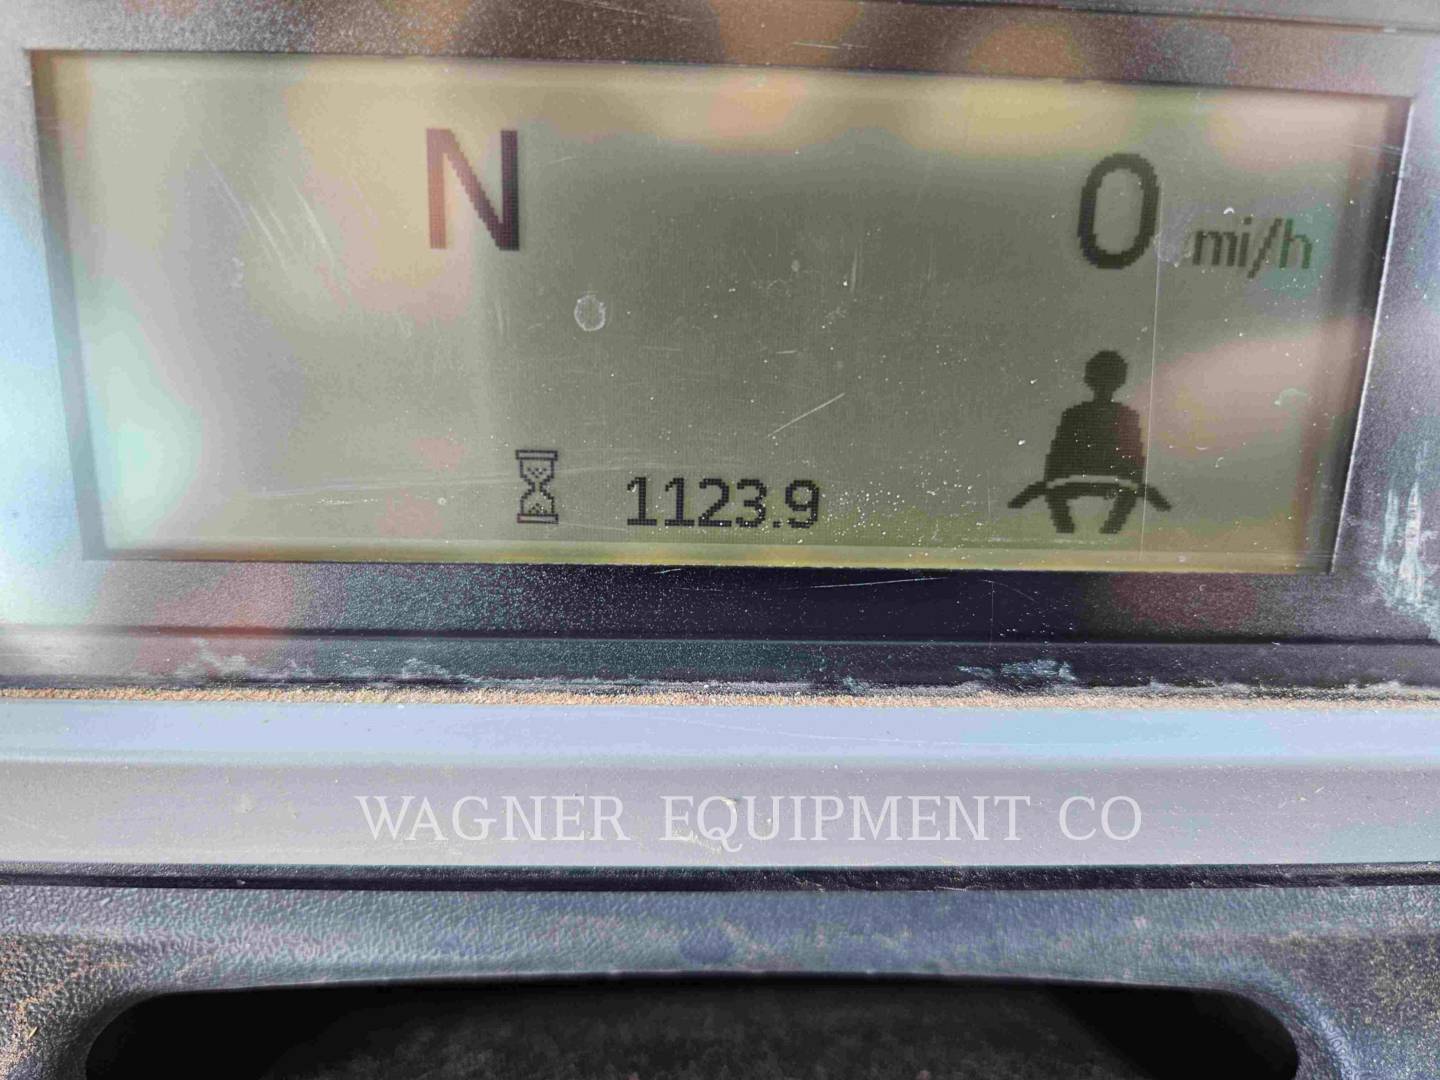 N 0 mi/h
1123.9
WAGNER EQUIPMENT CO